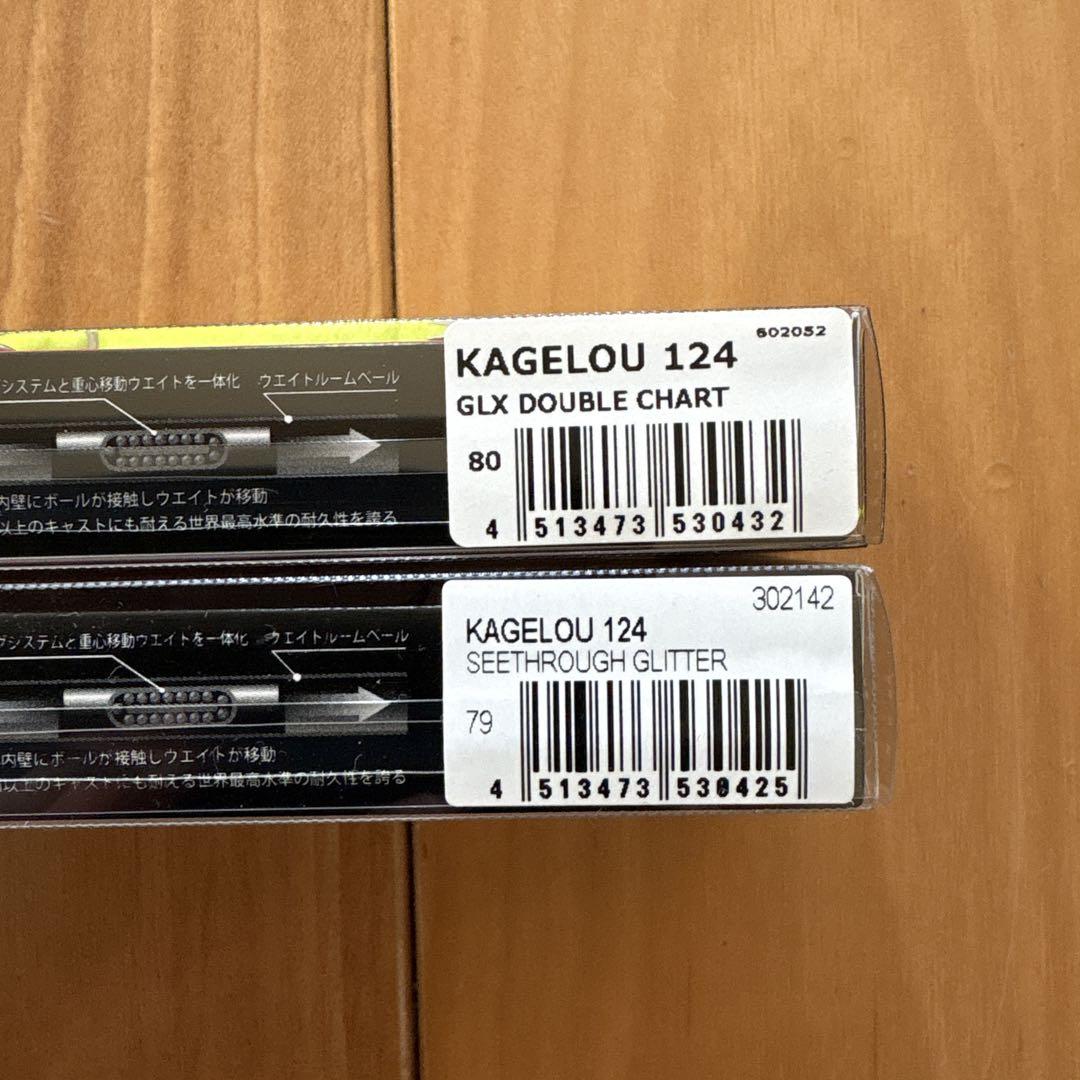 システムと重心移動ウエイトを一体化 ウエイトルームベール
内壁にボールが接触しウエイトが移動
以上のキャストにも耐える世界最高水準の耐久性を誇る
602052
KAGELOU 124
GLX DOUBLE CHART
80
4 513473 530432
システムと重心移動ウエイトを一体化 ウエイトルームベール
内壁にボールが接触しウエイトが移動
以上のキャストにも耐える世界最高水準の耐久性を誇る
302142
KAGELOU 124
SEETHROUGH GLITTER
79
4 513473 530425